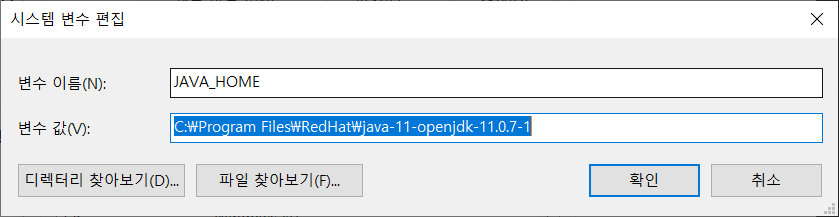 시스템 변수 편집
변수 이름(N):
JAVA_HOME
변수 값(V):
C:₩Program Files₩RedHat₩java-11-openjdk-11.0.7-1
디렉터리 찾아보기(D)...
파일 찾아보기(F)...
확인
취소